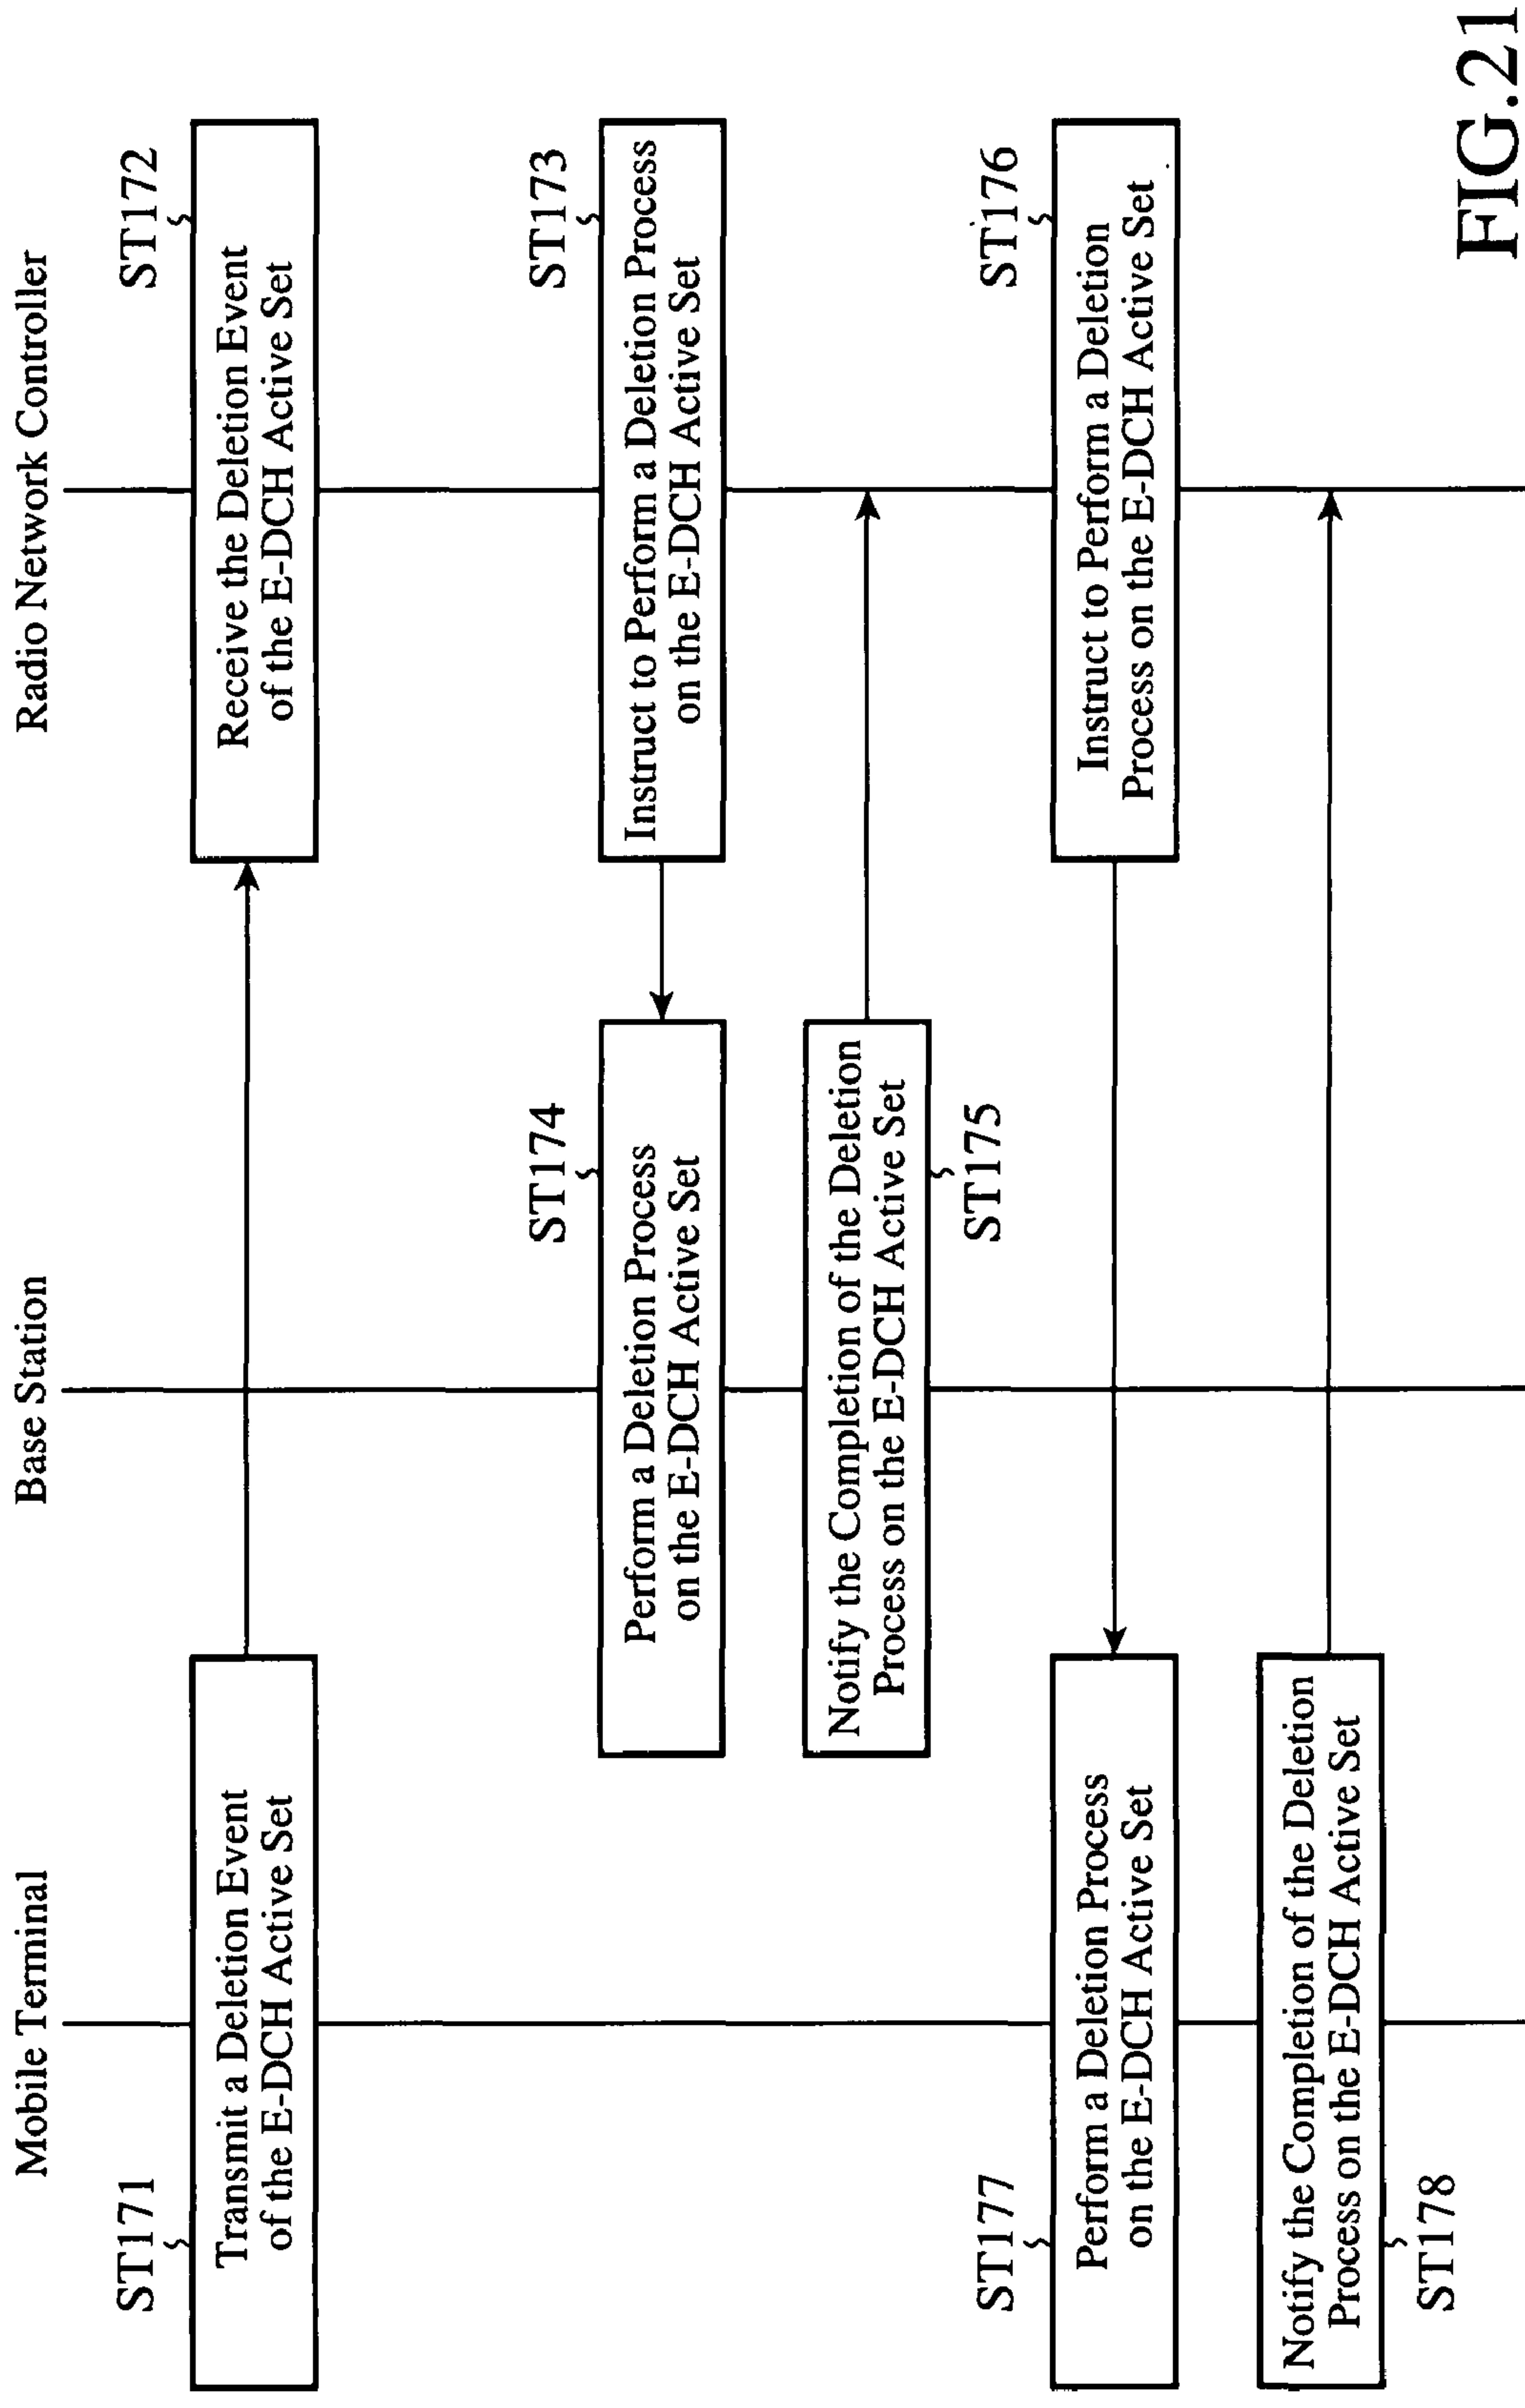 Mobile Terminal
Base Station
Radio Network Controller
ST171
Transmit a Deletion Event
of the E-DCH Active Set
ST172
Receive the Deletion Event
of the E-DCH Active Set
ST173
Instruct to Perform a Deletion Process
on the E-DCH Active Set
ST174
Perform a Deletion Process
on the E-DCH Active Set
Notify the Completion of the Deletion
Process on the E-DCH Active Set
ST175
ST176
Instruct to Perform a Deletion
Process on the E-DCH Active Set
ST177
Perform a Deletion Process
on the E-DCH Active Set
Notify the Completion of the Deletion
Process on the E-DCH Active Set
ST178
FIG.21